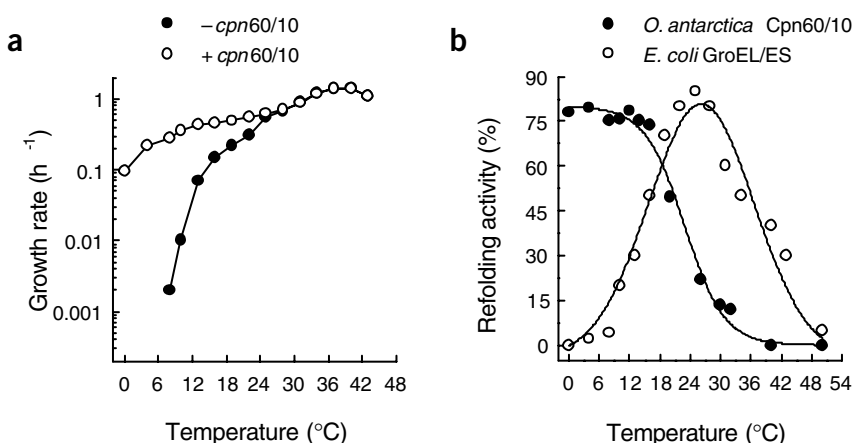 a
– cpn60/10
+ cpn60/10
Growth rate (h⁻¹)
1
0.1
0.01
0.001
0 6 12 18 24 30 36 42 48
Temperature (°C)
b
O. antarctica Cpn60/10
E. coli GroEL/ES
Refolding activity (%)
90
75
60
45
30
15
0
0 6 12 18 24 30 36 42 48 54
Temperature (°C)